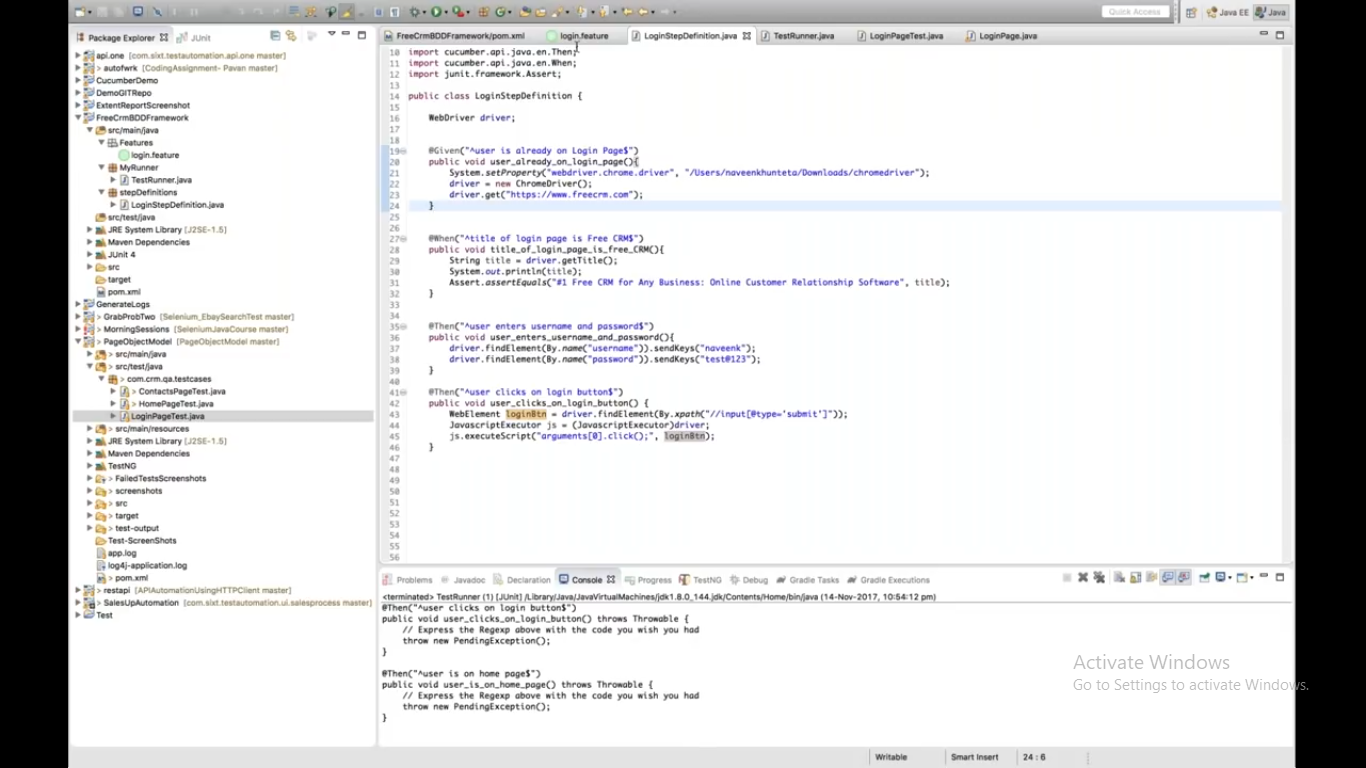 Quick Access
Java EE
Java
Package Explorer
JUnit
api.one [com.sixt.testautomation.api.one master]
> autofwrk [CodingAssignment- Pavan master]
CucumberDemo
DemoGITRepo
ExtentReportScreenshot
FreeCrmBDDFramework
src/main/java
Features
login.feature
MyRunner
TestRunner.java
stepDefinitions
LoginStepDefinition.java
src/test/java
JRE System Library [J2SE-1.5]
Maven Dependencies
JUnit 4
> src
target
pom.xml
GenerateLogs
> GrabProbTwo [Selenium_EbaySearchTest master]
> MorningSessions [SeleniumJavaCourse master]
> PageObjectModel [PageObjectModel master]
> src/main/java
> src/test/java
> com.crm.qa.testcases
> ContactsPageTest.java
> HomePageTest.java
LoginPageTest.java
> src/main/resources
JRE System Library [J2SE-1.5]
Maven Dependencies
TestNG
> FailedTestsScreenshots
> screenshots
> src
> target
> test-output
Test-ScreenShots
app.log
log4j-application.log
> pom.xml
> restapi [APIAutomationUsingHTTPClient master]
> SalesUpAutomation [com.sixt.testautomation.ui.salesprocess master]
Test
FreeCrmBDDFramework/pom.xml
login.feature
LoginStepDefinition.java
TestRunner.java
LoginPageTest.java
LoginPage.java
10 import cucumber.api.java.en.Then;
11 import cucumber.api.java.en.When;
12 import junit.framework.Assert;
13
14 public class LoginStepDefinition {
15
16 WebDriver driver;
17
18
19 @Given("^user is already on Login Page$")
20 public void user_already_on_login_page(){
21 System.setProperty("webdriver.chrome.driver", "/Users/naveenkhunteta/Downloads/chromedriver");
22 driver = new ChromeDriver();
23 driver.get("https://www.freecrm.com");
24 }
25
26
27 @When("^title of login page is Free CRM$")
28 public void title_of_login_page_is_free_CRM(){
29 String title = driver.getTitle();
30 System.out.println(title);
31 Assert.assertEquals("#1 Free CRM for Any Business: Online Customer Relationship Software", title);
32 }
33
34
35 @Then("^user enters username and password$")
36 public void user_enters_username_and_password(){
37 driver.findElement(By.name("username")).sendKeys("naveenk");
38 driver.findElement(By.name("password")).sendKeys("test@123");
39 }
40
41 @Then("^user clicks on login button$")
42 public void user_clicks_on_login_button() {
43 WebElement loginBtn = driver.findElement(By.xpath("//input[@type='submit']"));
44 JavascriptExecutor js = (JavascriptExecutor)driver;
45 js.executeScript("arguments[0].click();", loginBtn);
46 }
47
48
49
50
51
52
53
54
55
56
Problems
Javadoc
Declaration
Console
Progress
TestNG
Debug
Gradle Tasks
Gradle Executions
<terminated> TestRunner (1) [JUnit] /Library/Java/JavaVirtualMachines/jdk1.8.0_144.jdk/Contents/Home/bin/java (14-Nov-2017, 10:54:12 pm)
@Then("^user clicks on login button$")
public void user_clicks_on_login_button() throws Throwable {
// Express the Regexp above with the code you wish you had
throw new PendingException();
}
@Then("^user is on home page$")
public void user_is_on_home_page() throws Throwable {
// Express the Regexp above with the code you wish you had
throw new PendingException();
}
Activate Windows
Go to Settings to activate Windows.
Writable
Smart Insert
24 : 6